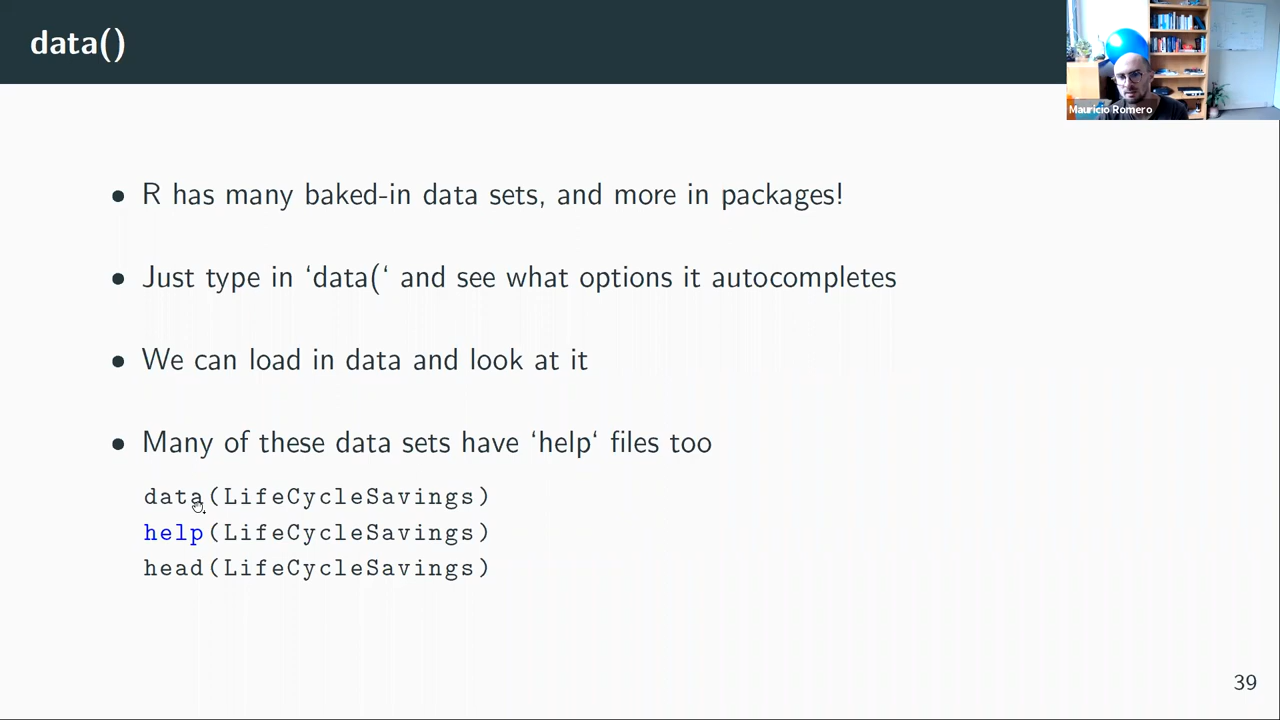 data()
Mauricio Romero
• R has many baked-in data sets, and more in packages!
• Just type in ‘data(‘ and see what options it autocompletes
• We can load in data and look at it
• Many of these data sets have ‘help‘ files too
data(LifeCycleSavings)
help(LifeCycleSavings)
head(LifeCycleSavings)
39